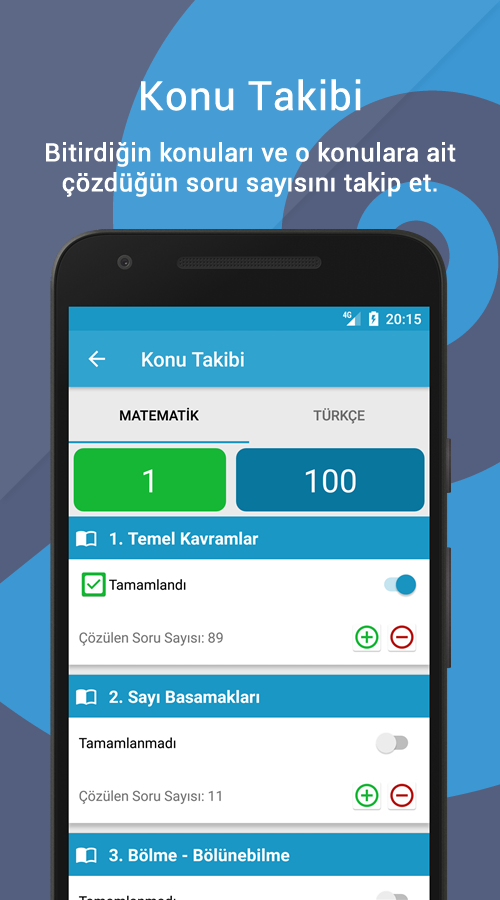 Konu Takibi
Bitirdiğin konuları ve o konulara ait
çözdüğün soru sayısını takip et.
4G 20:15
Konu Takibi
MATEMATİK TÜRKÇE
1 100
1. Temel Kavramlar
Tamamlandı
Çözülen Soru Sayısı: 89
2. Sayı Basamakları
Tamamlanmadı
Çözülen Soru Sayısı: 11
3. Bölme - Bölünebilme